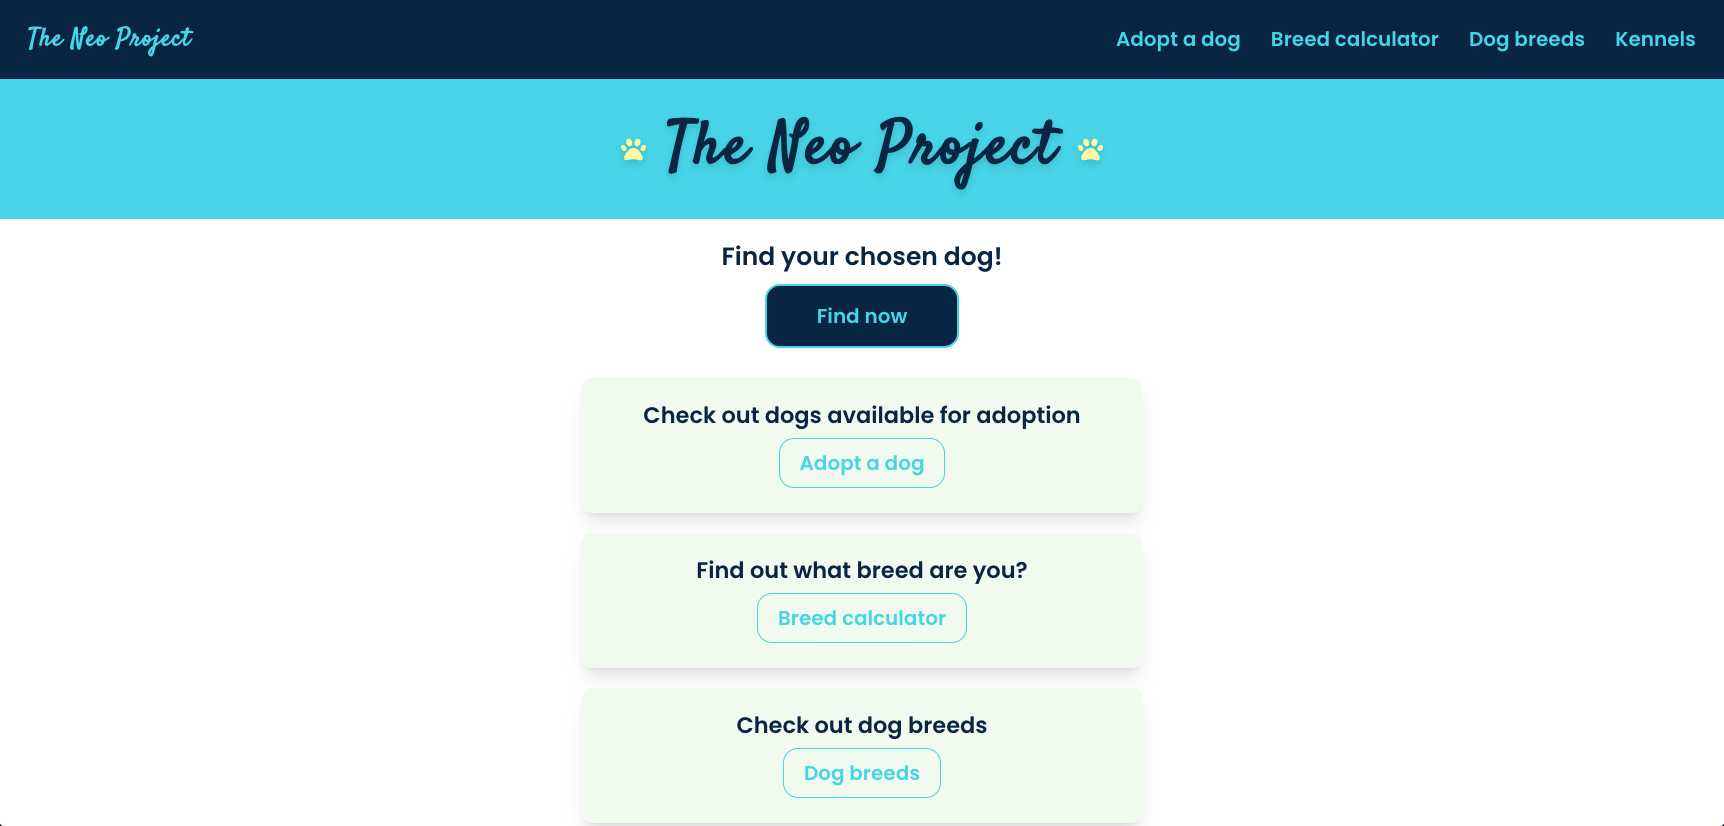 The Neo Project
Adopt a dog Breed calculator Dog breeds Kennels
The Neo Project
Find your chosen dog!
Find now
Check out dogs available for adoption
Adopt a dog
Find out what breed are you?
Breed calculator
Check out dog breeds
Dog breeds